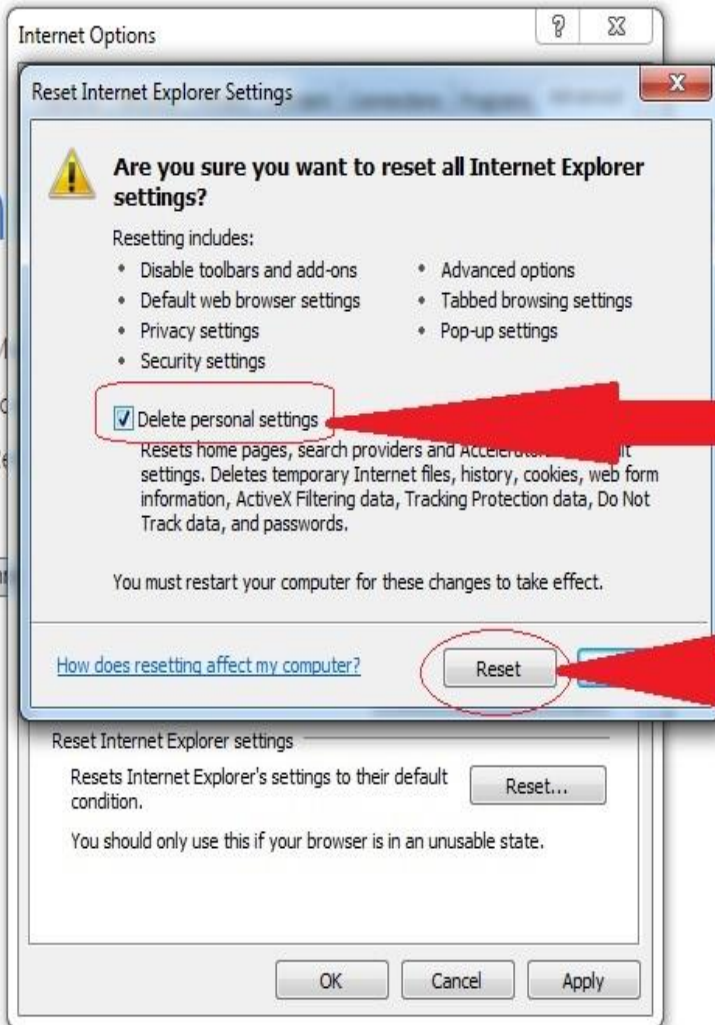 Internet Options
Reset Internet Explorer Settings
Are you sure you want to reset all Internet Explorer
settings?
Resetting includes:
• Disable toolbars and add-ons
• Default web browser settings
• Privacy settings
• Security settings
• Advanced options
• Tabbed browsing settings
• Pop-up settings
Delete personal settings
Resets home pages, search providers and
settings. Deletes temporary Internet files, history, cookies, web form
information, ActiveX Filtering data, Tracking Protection data, Do Not
Track data, and passwords.
You must restart your computer for these changes to take effect.
How does resetting affect my computer?
Reset
Reset Internet Explorer settings
Resets Internet Explorer's settings to their default
condition.
Reset...
You should only use this if your browser is in an unusable state.
OK
Cancel
Apply